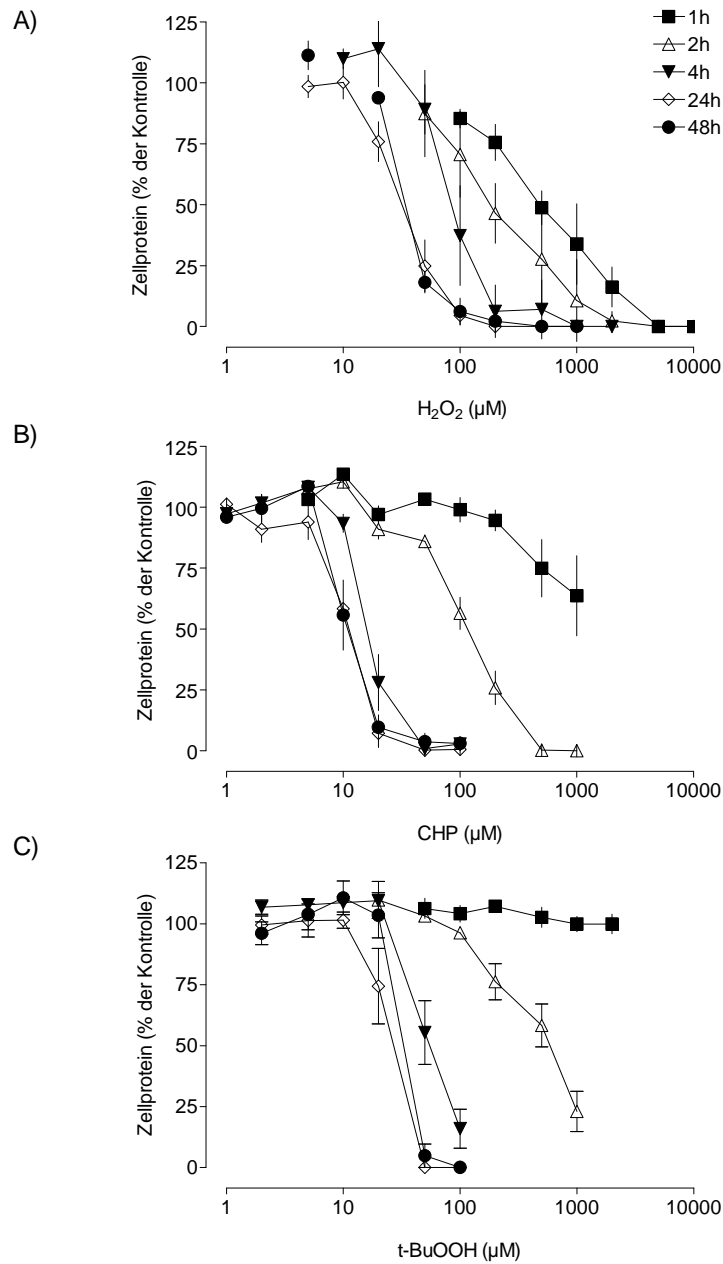 A)
1h
2h
4h
24h
48h
Zellprotein (% der Kontrolle)
125
100
75
50
25
0
1 10 100 1000 10000
H₂O₂ (µM)
B)
Zellprotein (% der Kontrolle)
125
100
75
50
25
0
1 10 100 1000 10000
CHP (µM)
C)
Zellprotein (% der Kontrolle)
125
100
75
50
25
0
1 10 100 1000 10000
t-BuOOH (µM)